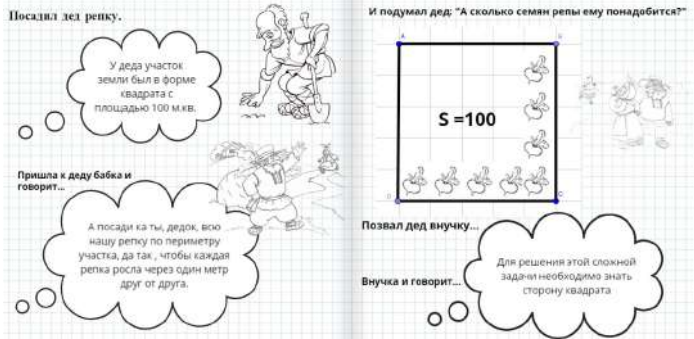 Посадил дед репку.
У деда участок
земли был в форме
квадрата с
площадью 100 м.кв.
Пришла к деду бабка и
говорит...
А посади ка ты, дедок, всю
нашу репку по периметру
участка, да так , чтобы каждая
репка росла через один метр
друг от друга.
И подумал дед: "А сколько семян репы ему понадобится?"
A
S =100
Позвал дед внучку...
Внучка и говорит...
Для решения этой сложной
задачи необходимо знать
сторону квадрата